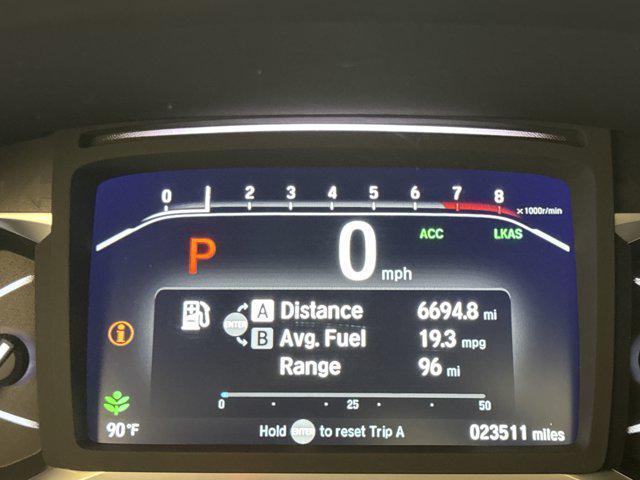 0 2 3 4 5 6 7 8 x1000r/min
P 0 mph ACC LKAS
A Distance 6694.8 mi
ENTER
B Avg. Fuel 19.3 mpg
Range 96 mi
0 25 50
90°F Hold ENTER to reset Trip A 023511 miles